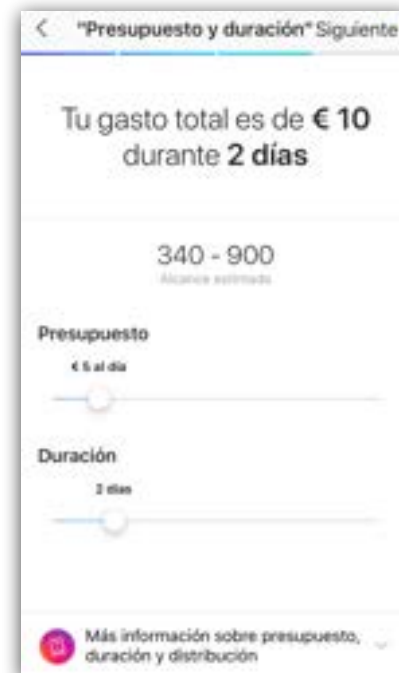 "Presupuesto y duración" Siguiente
Tu gasto total es de € 10
durante 2 días
340 - 900
Alcance estimado
Presupuesto
€ 5 al día
Duración
2 días
Más información sobre presupuesto,
duración y distribución